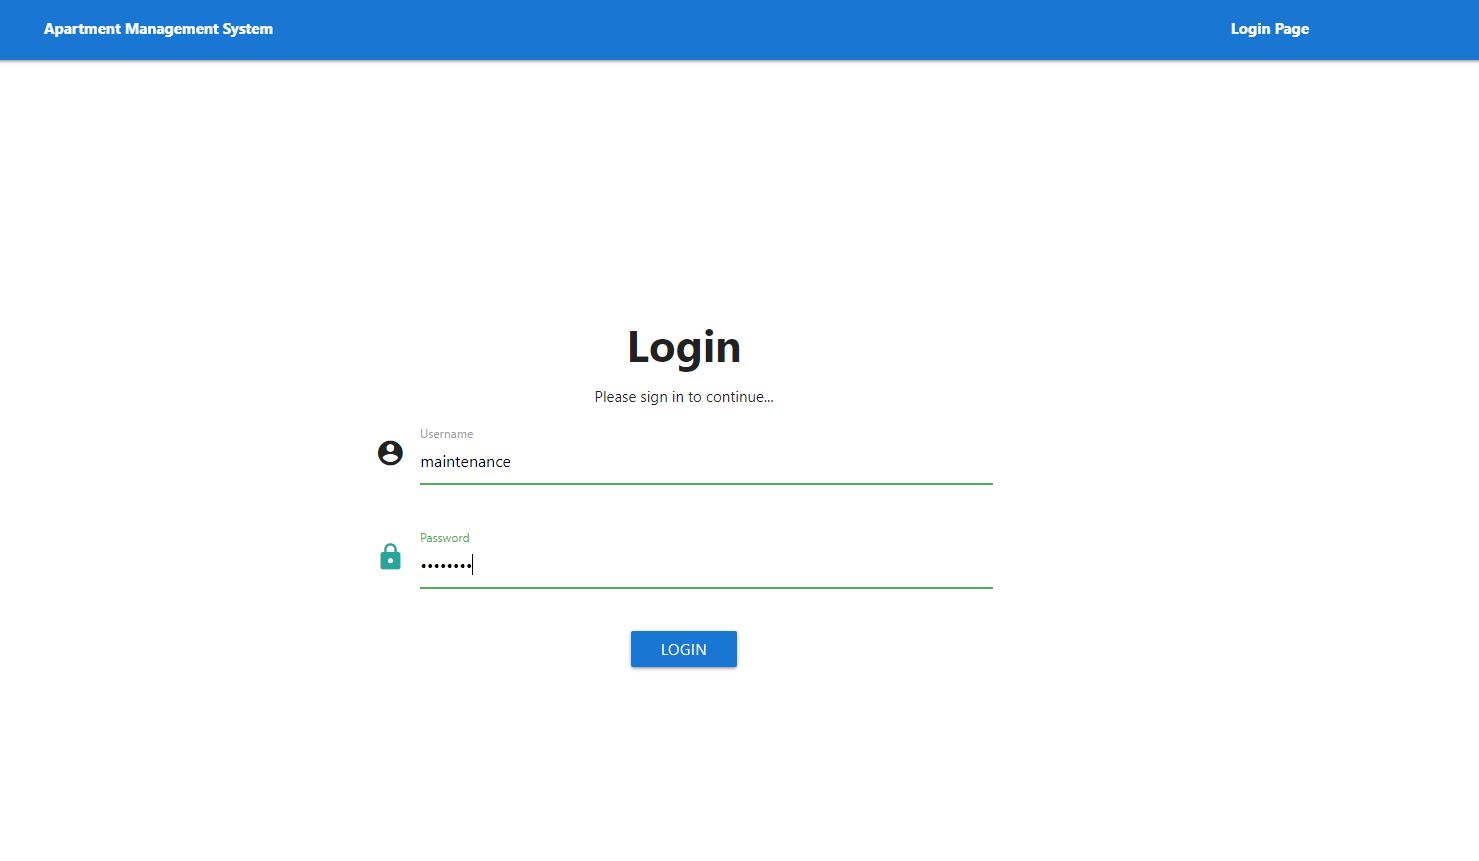 Apartment Management System
Login Page
Login
Please sign in to continue...
Username
maintenance
Password
••••••••
LOGIN